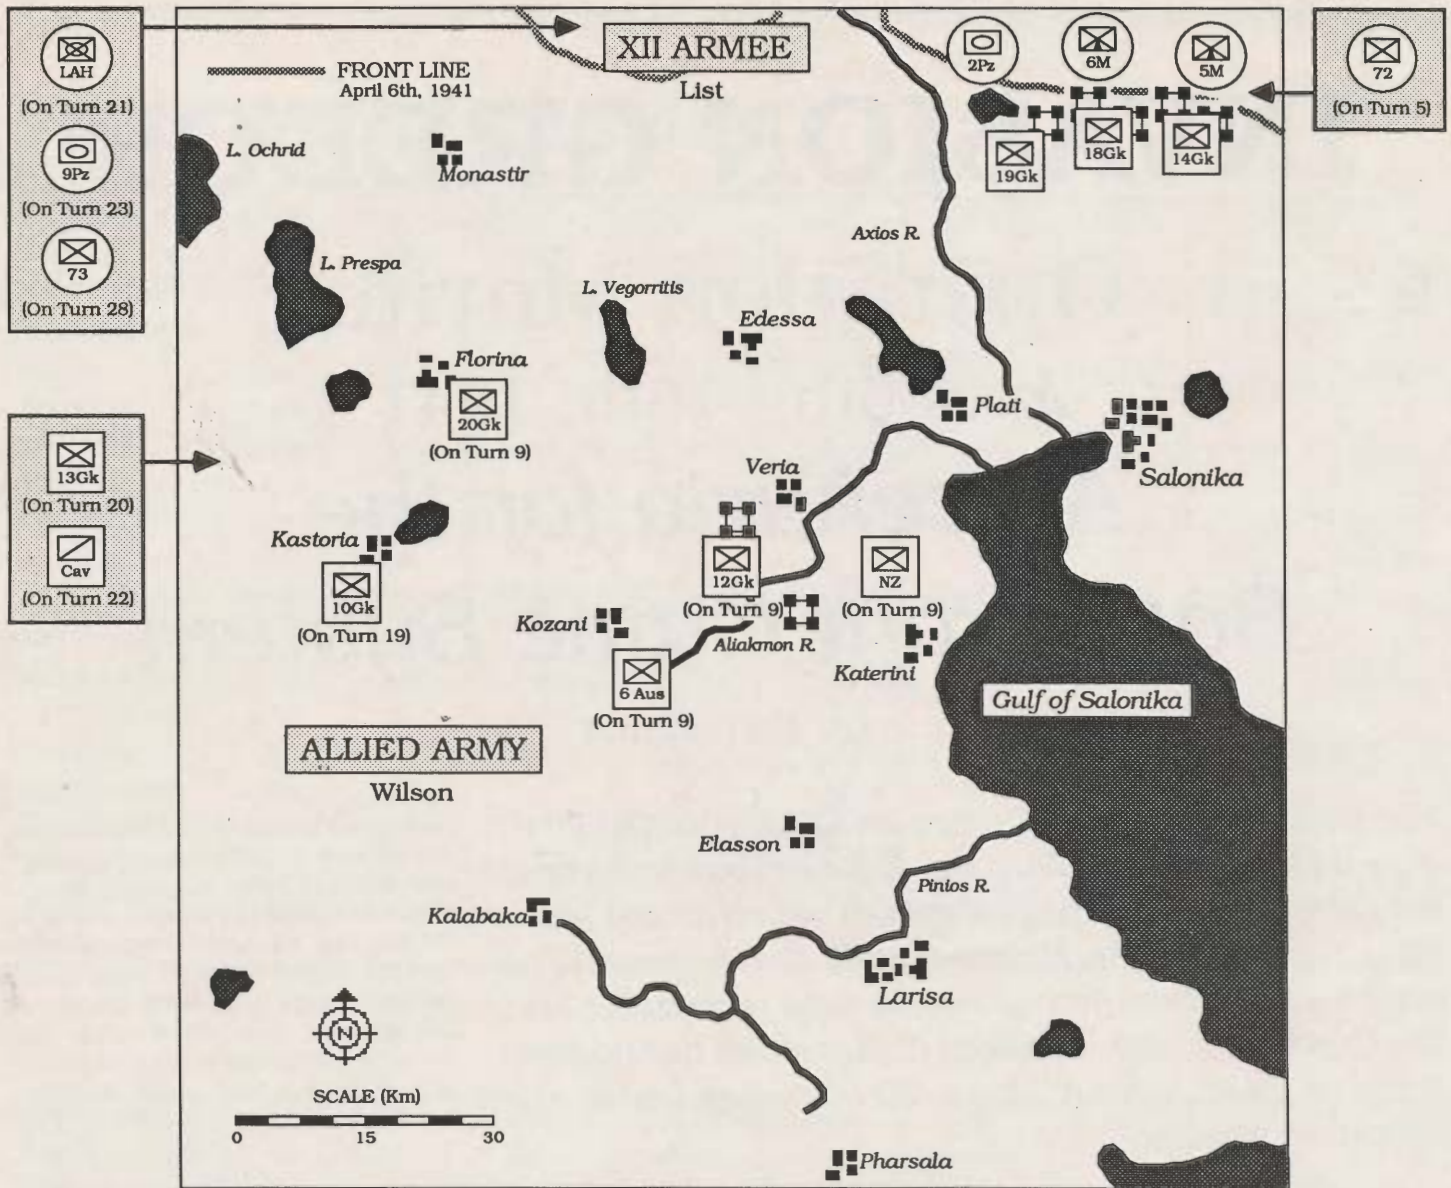 LAH
(On Turn 21)
9Pz
(On Turn 23)
73
(On Turn 28)
13Gk
(On Turn 20)
Cav
(On Turn 22)
XII ARMEE
List
FRONT LINE
April 6th, 1941
2Pz
6M
5M
72
(On Turn 5)
19Gk
18Gk
14Gk
L. Ochrid
Monastir
L. Prespa
Axios R.
L. Vegorritis
Edessa
Florina
20Gk
(On Turn 9)
Plati
Salonika
Veria
Kastoria
10Gk
(On Turn 19)
12Gk
(On Turn 9)
NZ
(On Turn 9)
Kozani
Aliakmon R.
Katerini
6 Aus
(On Turn 9)
Gulf of Salonika
ALLIED ARMY
Wilson
Elasson
Pinios R.
Kalabaka
Larisa
N
SCALE (Km)
0 15 30
Pharsala